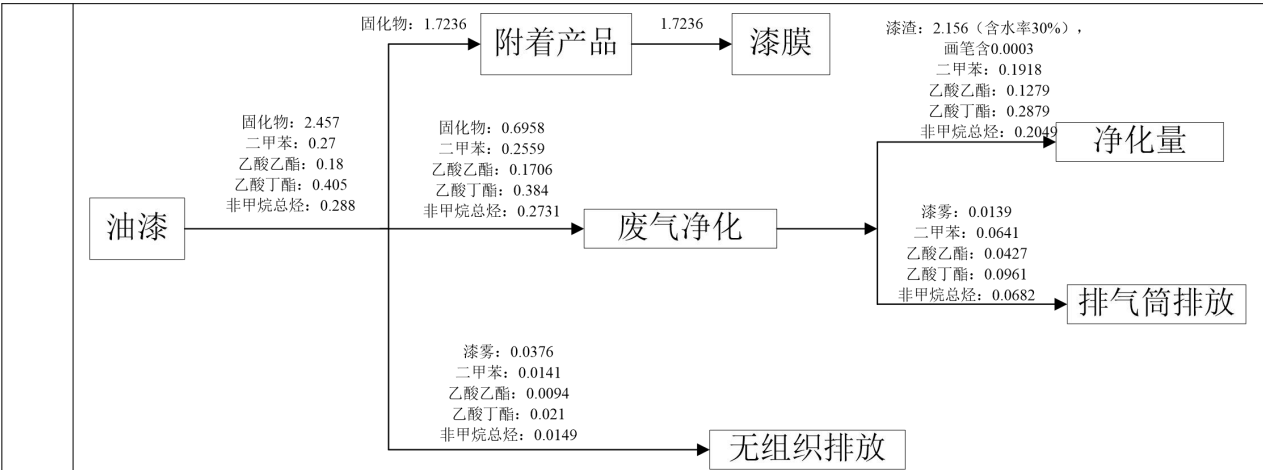 固化物：1.7236
附着产品
1.7236
漆膜
漆渣：2.156（含水率30%），
画笔含0.0003
二甲苯：0.1918
乙酸乙酯：0.1279
乙酸丁酯：0.2879
非甲烷总烃：0.2049
净化量
固化物：2.457
二甲苯：0.27
乙酸乙酯：0.18
乙酸丁酯：0.405
非甲烷总烃：0.288
油漆
固化物：0.6958
二甲苯：0.2559
乙酸乙酯：0.1706
乙酸丁酯：0.384
非甲烷总烃：0.2731
废气净化
漆雾：0.0139
二甲苯：0.0641
乙酸乙酯：0.0427
乙酸丁酯：0.0961
非甲烷总烃：0.0682
排气筒排放
漆雾：0.0376
二甲苯：0.0141
乙酸乙酯：0.0094
乙酸丁酯：0.021
非甲烷总烃：0.0149
无组织排放